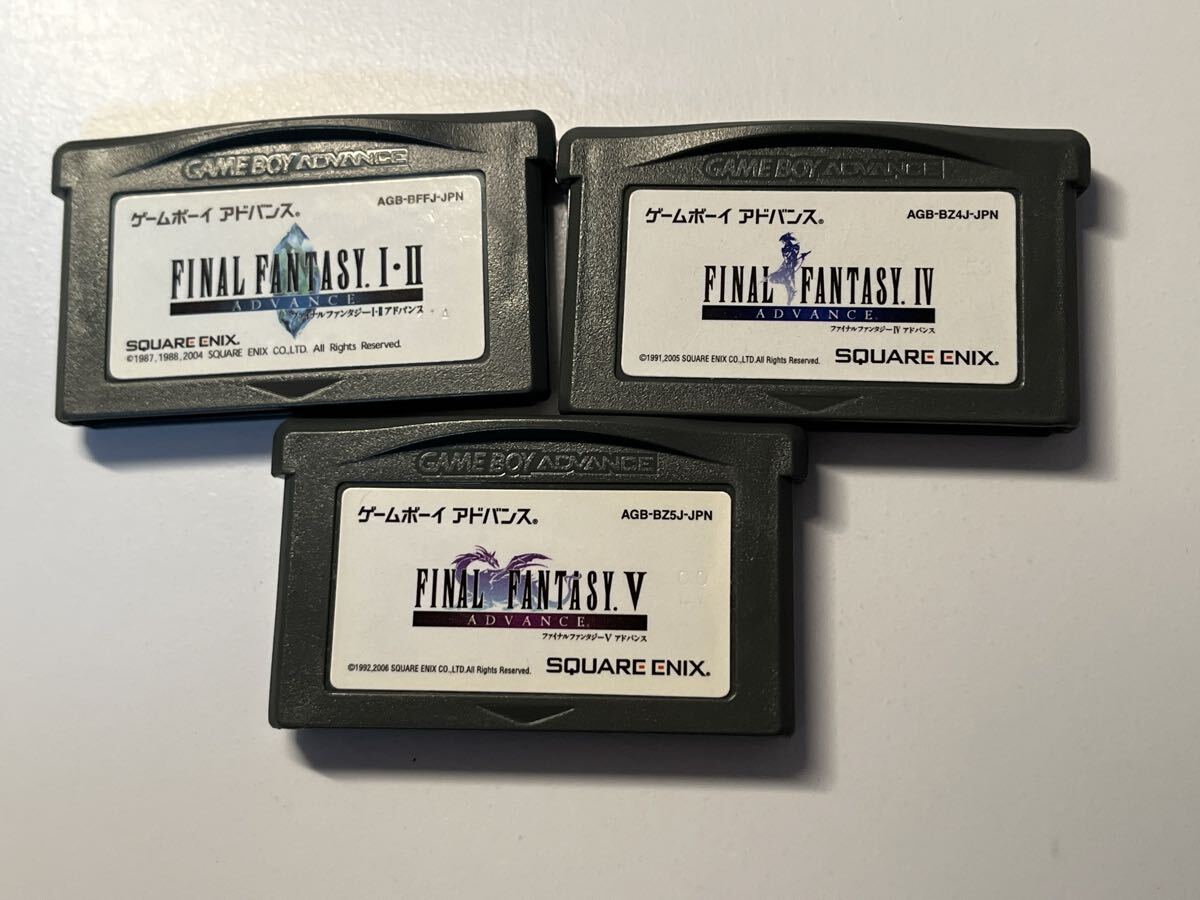 GAME BOY ADVANCE
ゲームボーイ アドバンス®
AGB-BFFJ-JPN
FINAL FANTASY. I・II
ADVANCE
ファイナルファンタジーI・II アドバンス
SQUARE ENIX.
©1987, 1988, 2004 SQUARE ENIX CO.,LTD. All Rights Reserved.
GAME BOY ADVANCE
ゲームボーイ アドバンス®
AGB-BZ4J-JPN
FINAL FANTASY. IV
ADVANCE
ファイナルファンタジー IV アドバンス
©1991,2005 SQUARE ENIX CO.,LTD.All Rights Reserved.
SQUARE ENIX.
GAME BOY ADVANCE
ゲームボーイ アドバンス®
AGB-BZ5J-JPN
FINAL FANTASY. V
ADVANCE
ファイナルファンタジー V アドバンス
©1992,2006 SQUARE ENIX CO.,LTD.All Rights Reserved.
SQUARE ENIX.